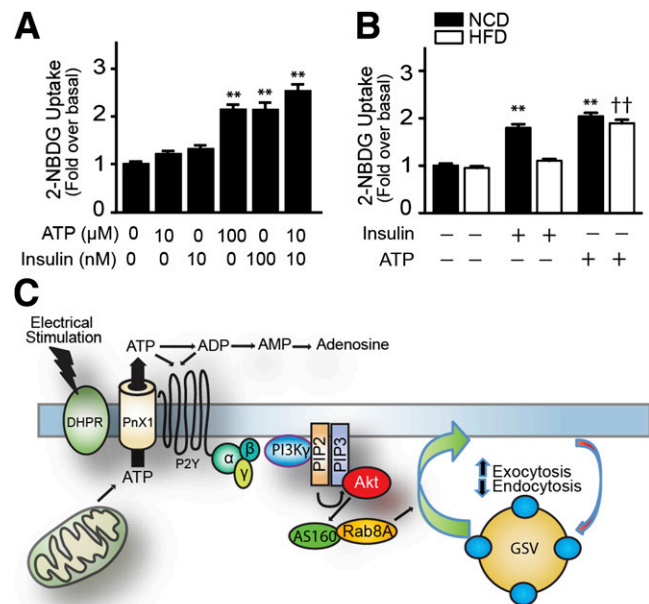 A
2-NBDG Uptake
(Fold over basal)
3
2
1
0
** ** **
ATP (µM) 0 10 0 100 0 10
Insulin (nM) 0 0 10 0 100 10
B
NCD
HFD
2-NBDG Uptake
(Fold over basal)
3
2
1
0
** ** ††
Insulin – – + + – –
ATP – – – – + +
C
Electrical
Stimulation
ATP ADP AMP Adenosine
DHPR
PnX1
P2Y
ATP
α
β
γ
PI3Kγ
PIP2
PIP3
Akt
AS160
Rab8A
Exocytosis
Endocytosis
GSV